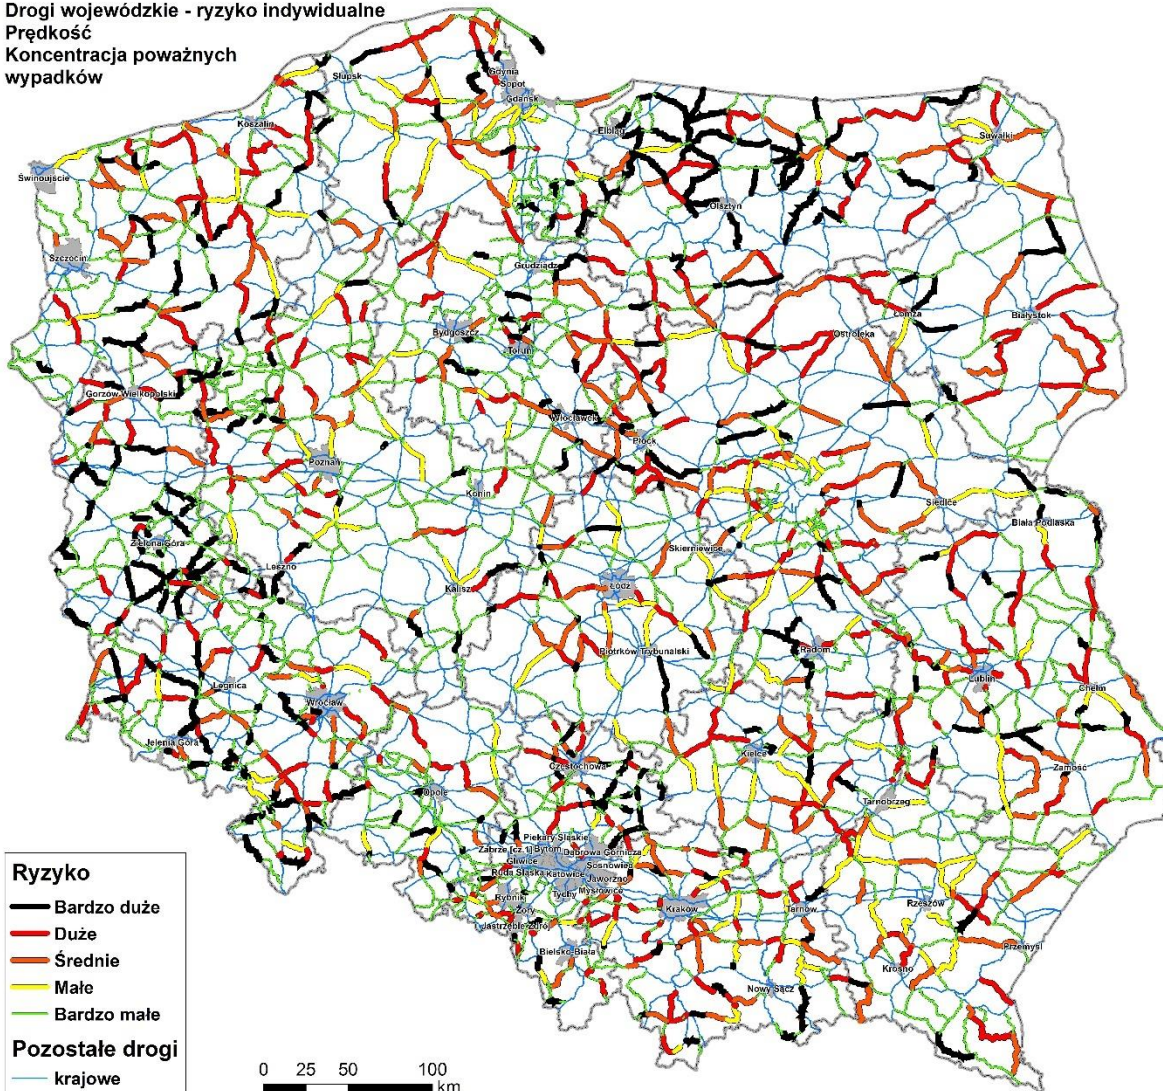 Drogi wojewódzkie - ryzyko indywidualne
Prędkość
Koncentracja poważnych
wypadków
Słupsk
Gdynia
Sopot
Gdańsk
Koszalin
Elbląg
Suwałki
Świnoujście
Olsztyn
Szczecin
Grudziądz
Łomża
Białystok
Bydgoszcz
Ostrołęka
Toruń
Gorzów Wielkopolski
Włocławek
Płock
Poznań
Konin
Siedlce
Biała Podlaska
Zielona Góra
Skierniewice
Leszno
Kalisz
Łódź
Piotrków Trybunalski
Radom
Lublin
Legnica
Chełm
Wrocław
Jelenia Góra
Kielce
Częstochowa
Zamość
Opole
Tarnobrzeg
Piekary Śląskie
Zabrze [cz.1]
Bytom
Dąbrowa Górnicza
Gliwice
Sosnowiec
Ruda Śląska
Katowice
Jaworzno
Tychy
Mysłowice
Rybnik
Żory
Kraków
Tarnów
Rzeszów
Jastrzębie-Zdrój
Bielsko-Biała
Przemyśl
Krosno
Nowy Sącz
Ryzyko
Bardzo duże
Duże
Średnie
Małe
Bardzo małe
Pozostałe drogi
krajowe
0 25 50 100
km